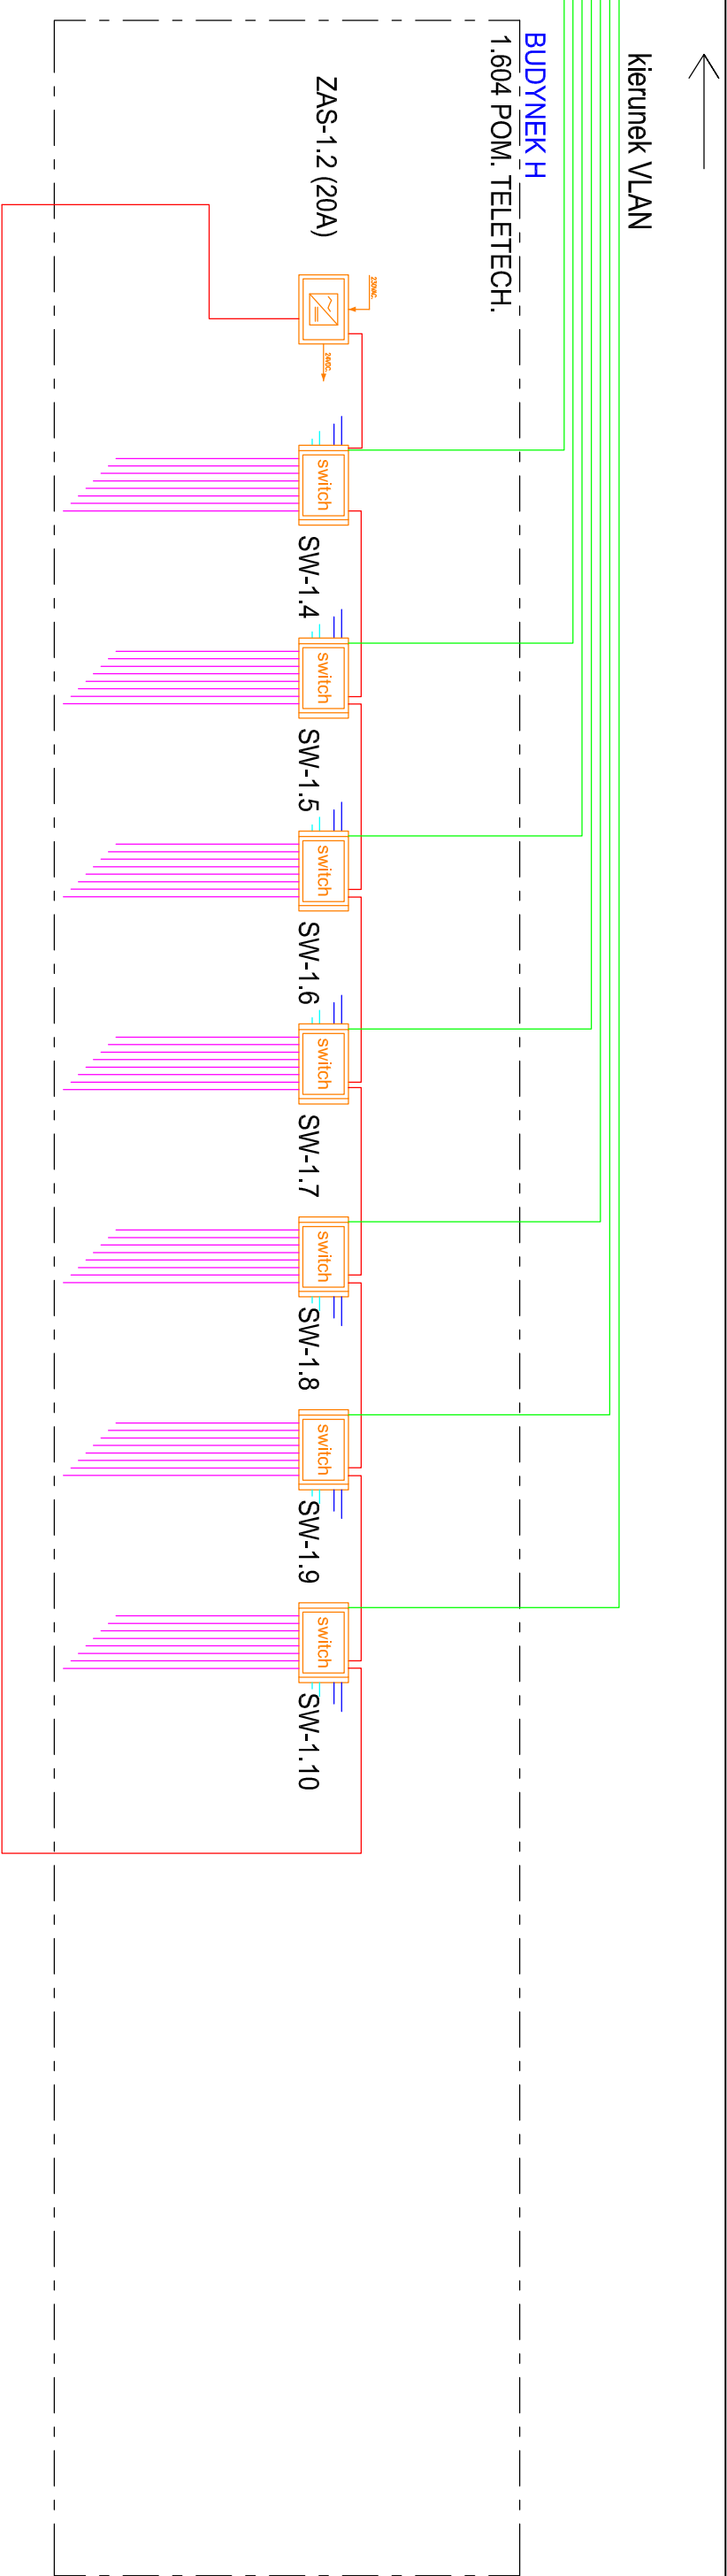 kierunek VLAN
BUDYNEK H
1.604 POM. TELETECH.
ZAS-1.2 (20A)
230VAC
24VDC
switch
SW-1.4
switch
SW-1.5
switch
SW-1.6
switch
SW-1.7
switch
SW-1.8
switch
SW-1.9
switch
SW-1.10